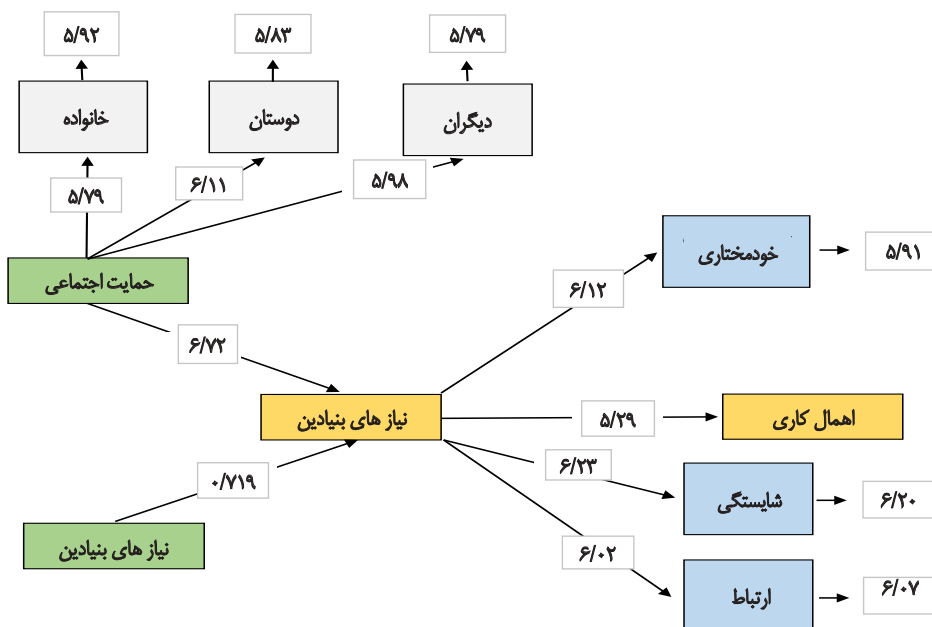 ۵/۹۲
۵/۸۳
۵/۷۹
خانواده
دوستان
دیگران
۵/۷۹
۶/۱۱
۵/۹۸
حمایت اجتماعی
خودمختاری
۵/۹۱
۶/۱۲
۶/۷۲
نیاز های بنیادین
۵/۲۹
اهمال کاری
۰/۷۱۹
۶/۲۳
شایستگی
۶/۲۰
نیاز های بنیادین
۶/۰۲
ارتباط
۶/۰۷